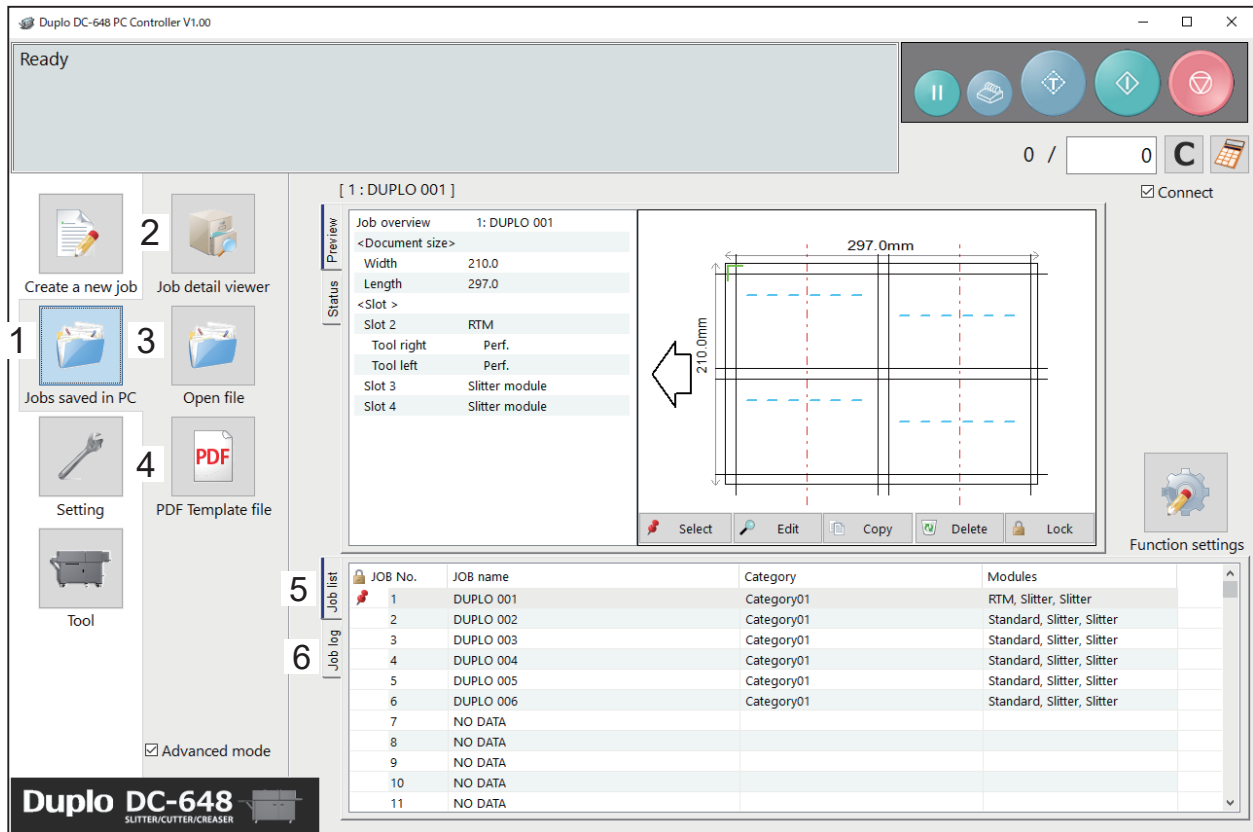 Duplo DC-648 PC Controller V1.00
Ready
0 / 0 C
Connect
1
Create a new job
2
Job detail viewer
Jobs saved in PC
3
Open file
Setting
4
PDF
PDF Template file
Tool
Advanced mode
Duplo DC-648
SLITTER/CUTTER/CREASER
[ 1 : DUPLO 001 ]
Preview
Status
Job overview 1: DUPLO 001
<Document size>
Width 210.0
Length 297.0
<Slot >
Slot 2 RTM
Tool right Perf.
Tool left Perf.
Slot 3 Slitter module
Slot 4 Slitter module
297.0mm
210.0mm
Select Edit Copy Delete Lock
Function settings
5
Job list
6
Job log
JOB No. JOB name Category Modules
1 DUPLO 001 Category01 RTM, Slitter, Slitter
2 DUPLO 002 Category01 Standard, Slitter, Slitter
3 DUPLO 003 Category01 Standard, Slitter, Slitter
4 DUPLO 004 Category01 Standard, Slitter, Slitter
5 DUPLO 005 Category01 Standard, Slitter, Slitter
6 DUPLO 006 Category01 Standard, Slitter, Slitter
7 NO DATA
8 NO DATA
9 NO DATA
10 NO DATA
11 NO DATA